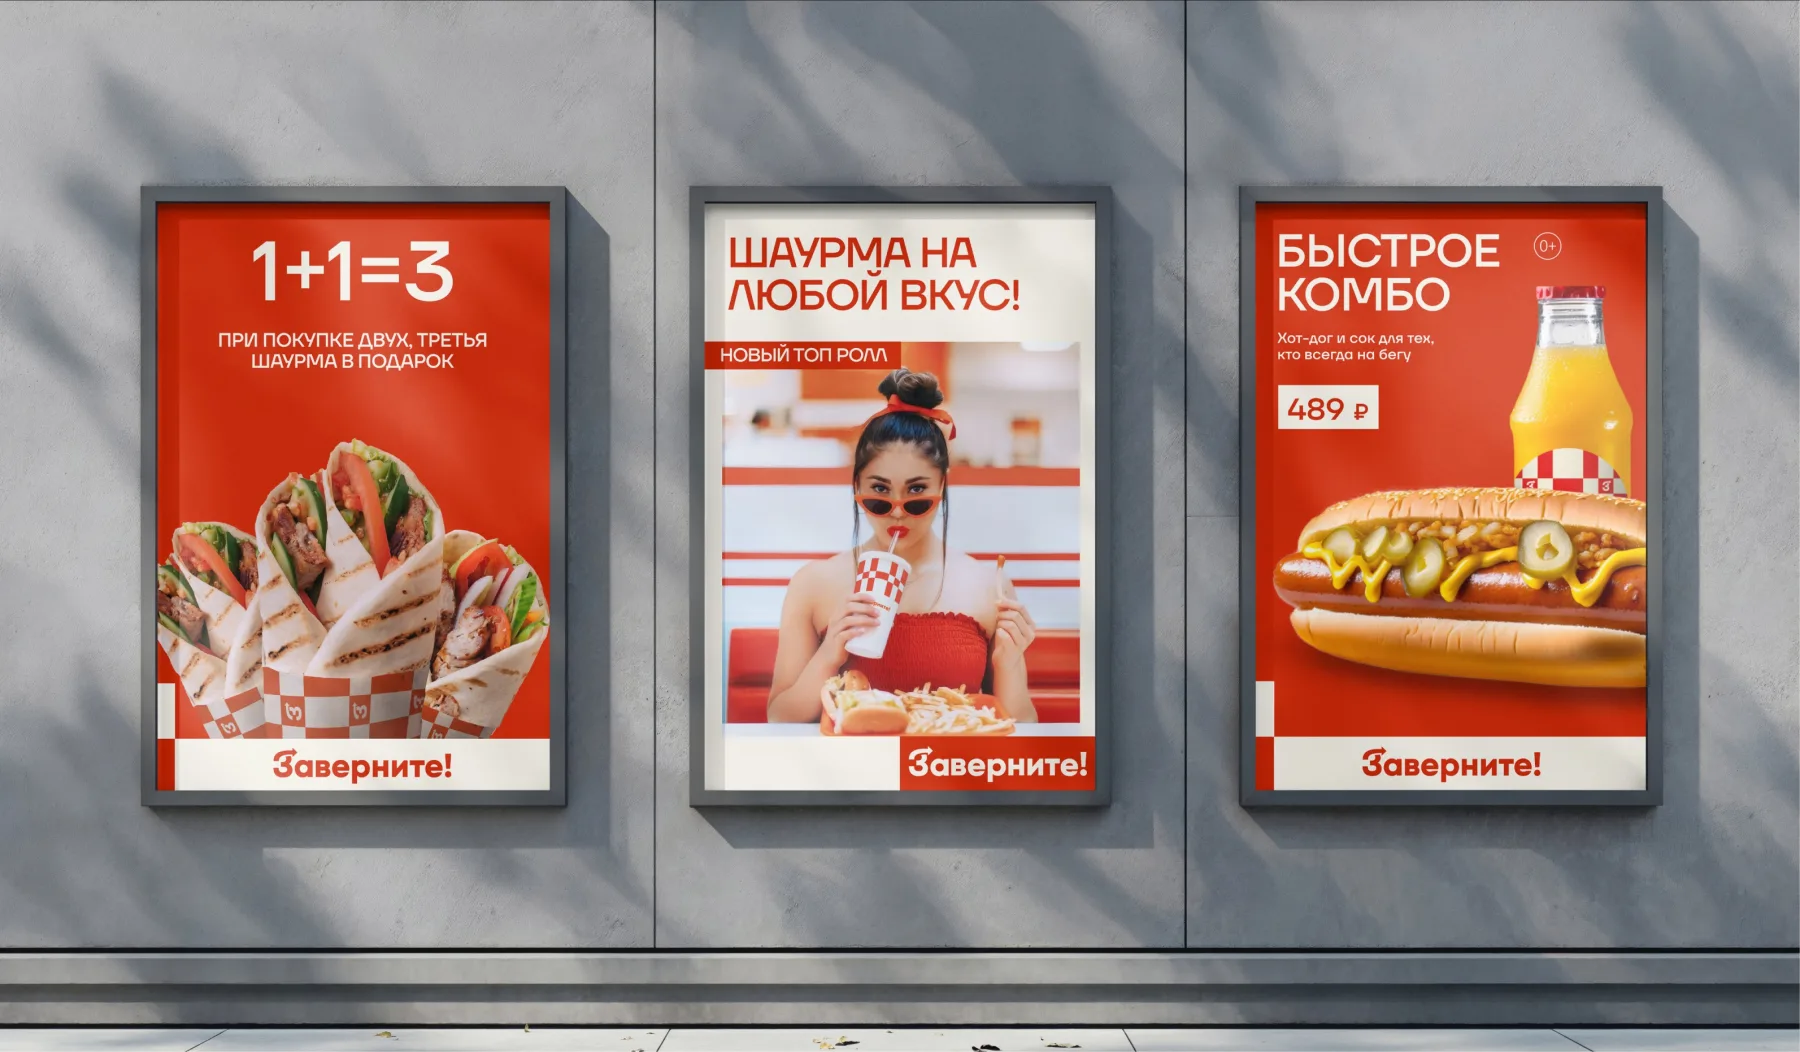 1+1=3
ПРИ ПОКУПКЕ ДВУХ, ТРЕТЬЯ
ШАУРМА В ПОДАРОК
Заверните!
ШАУРМА НА
ЛЮБОЙ ВКУС!
НОВЫЙ ТОП РОЛЛ
Заверните!
БЫСТРОЕ
КОМБО
0+
Хот-дог и сок для тех,
кто всегда на бегу
489 ₽
Заверните!